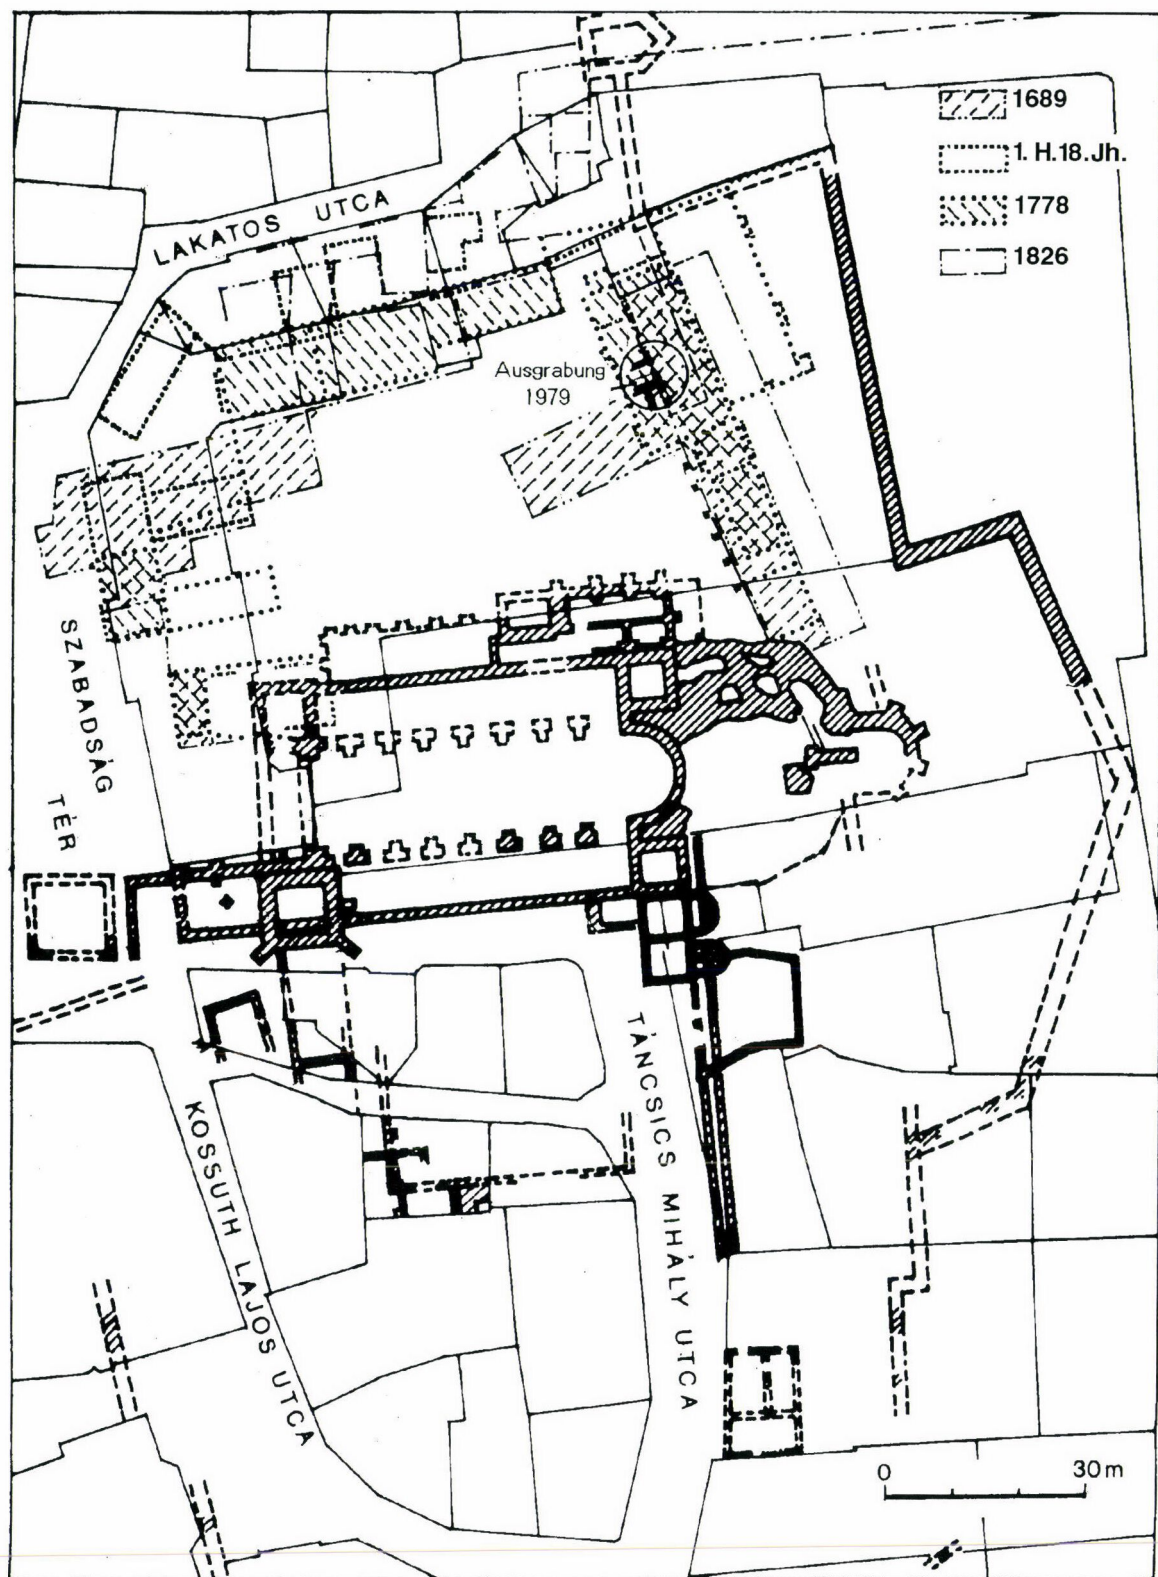 1689
1. H. 18. Jh.
1778
1826
LAKATOS UTCA
Ausgrabung
1979
SZABADSÁG
TÉR
TÁNCSICS MIHÁLY UTCA
KOSSUTH LAJOS UTCA
0 30 m